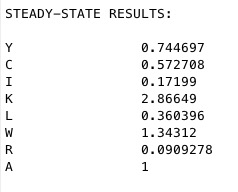 STEADY-STATE RESULTS:
Y 0.744697
C 0.572708
I 0.17199
K 2.86649
L 0.360396
W 1.34312
R 0.0909278
A 1